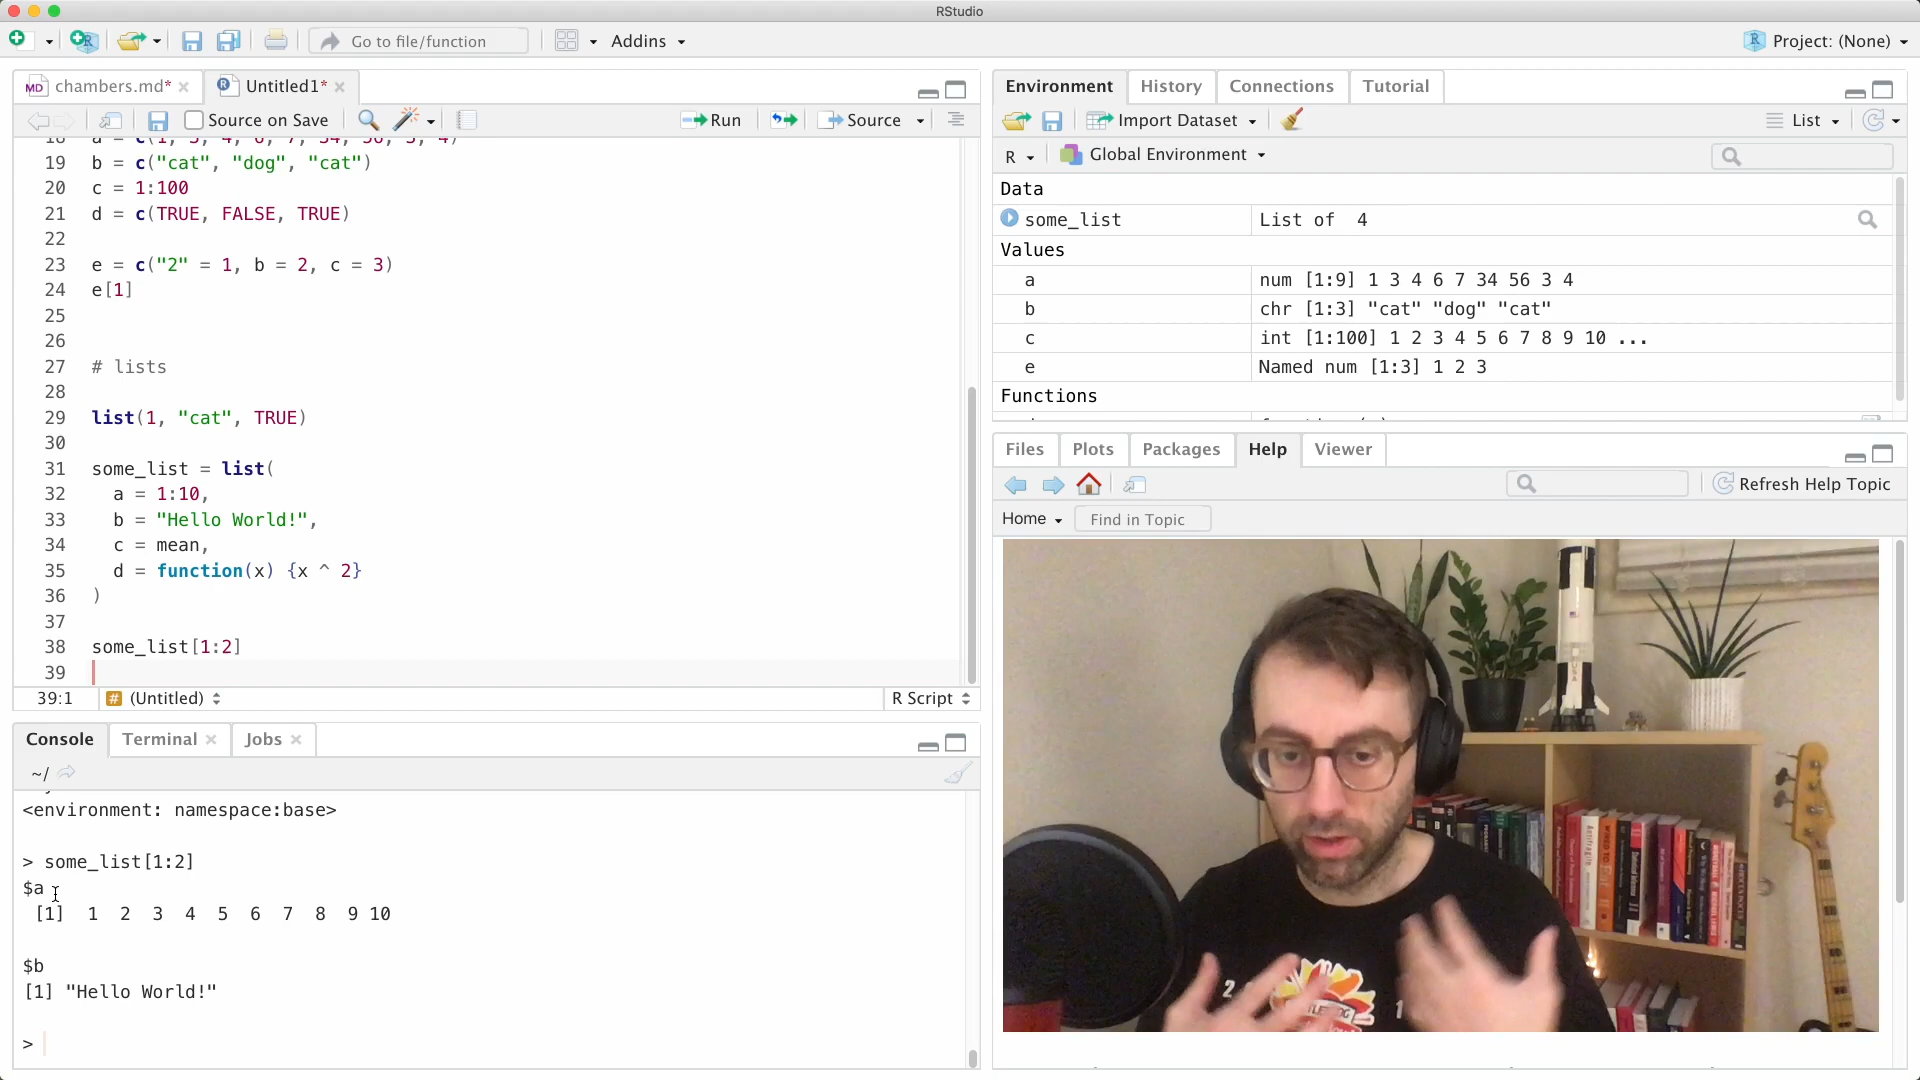 RStudio
Go to file/function
Addins
Project: (None)
MD chambers.md*
Untitled1*
Source on Save
Run
Source
19 b = c("cat", "dog", "cat")
20 c = 1:100
21 d = c(TRUE, FALSE, TRUE)
22
23 e = c("2" = 1, b = 2, c = 3)
24 e[1]
25
26
27 # lists
28
29 list(1, "cat", TRUE)
30
31 some_list = list(
32 a = 1:10,
33 b = "Hello World!",
34 c = mean,
35 d = function(x) {x ^ 2}
36 )
37
38 some_list[1:2]
39
39:1 # (Untitled)
R Script
Console
Terminal
Jobs
~/
<environment: namespace:base>
> some_list[1:2]
$a
[1] 1 2 3 4 5 6 7 8 9 10
$b
[1] "Hello World!"
>
Environment
History
Connections
Tutorial
Import Dataset
List
R
Global Environment
Data
some_list List of 4
Values
a num [1:9] 1 3 4 6 7 34 56 3 4
b chr [1:3] "cat" "dog" "cat"
c int [1:100] 1 2 3 4 5 6 7 8 9 10 ...
e Named num [1:3] 1 2 3
Functions
Files
Plots
Packages
Help
Viewer
Refresh Help Topic
Home
Find in Topic
USA
Antifragile
2
1